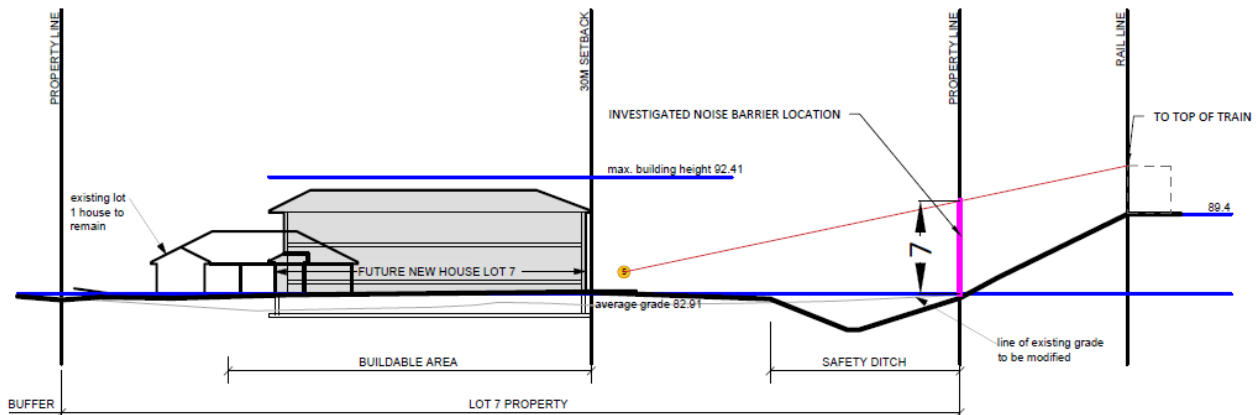 PROPERTY LINE
30M SETBACK
PROPERTY LINE
RAIL LINE
INVESTIGATED NOISE BARRIER LOCATION
TO TOP OF TRAIN
max. building height 92.41
existing lot
1 house to
remain
89.4
7
FUTURE NEW HOUSE LOT 7
average grade 82.91
line of existing grade
to be modified
BUILDABLE AREA
SAFETY DITCH
BUFFER
LOT 7 PROPERTY